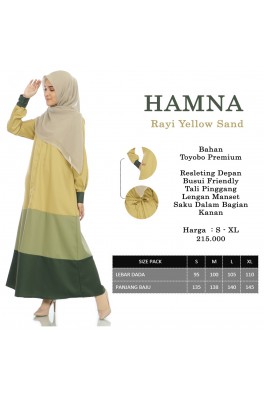 HAMNA
Rayi Yellow Sand
Bahan
Toyobo Premium
Resleting Depan
Busui Friendly
Tali Pinggang
Lengan Manset
Saku Dalam Bagian
Kanan
Harga : S - XL
215.000
SIZE PACK S M L XL
LEBAR DADA 95 100 105 110
PANJANG BAJU 135 138 140 145